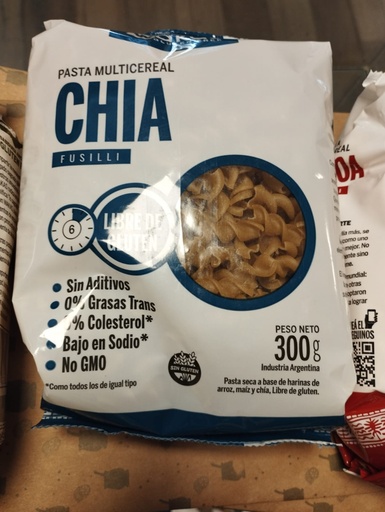 PASTA MULTICEREAL
CHIA
FUSILLI
6
LIBRE DE
GLUTEN
Sin Aditivos
0% Grasas Trans
% Colesterol*
Bajo en Sodio*
No GMO
*Como todos los de igual tipo
SIN GLUTEN
PESO NETO
300g
Industria Argentina
Pasta seca a base de harinas de
arroz, maíz y chía, Libre de gluten.